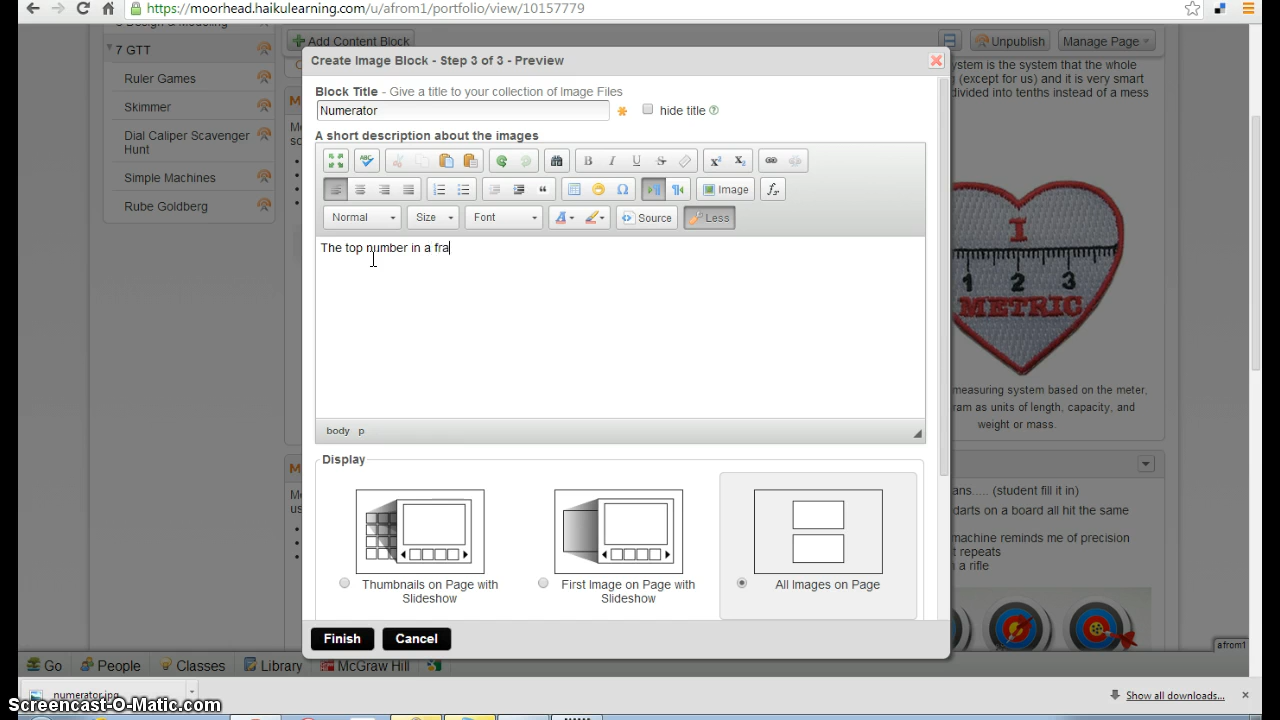 https://moorhead.haikulearning.com/u/afrom1/portfolio/view/10157779
7 GTT
Ruler Games
Skimmer
Dial Caliper Scavenger
Hunt
Simple Machines
Rube Goldberg
Add Content Block
Unpublish
Manage Page
Create Image Block - Step 3 of 3 - Preview
Block Title - Give a title to your collection of Image Files
Numerator
hide title
A short description about the images
ABC
B I U S
Image
Normal
Size
Font
Source
Less
The top number in a fra
body p
Display
Thumbnails on Page with
Slideshow
First Image on Page with
Slideshow
All Images on Page
Finish
Cancel
ystem is the system that the whole
(except for us) and it is very smart
divided into tenths instead of a mess
I
1 2 3
METRIC
measuring system based on the meter,
ram as units of length, capacity, and
weight or mass.
ans..... (student fill it in)
darts on a board all hit the same
machine reminds me of precision
t repeats
n a rifle
afrom1
Go
People
Classes
Library
McGraw Hill
numerator.jpg
Show all downloads...
Screencast-O-Matic.com